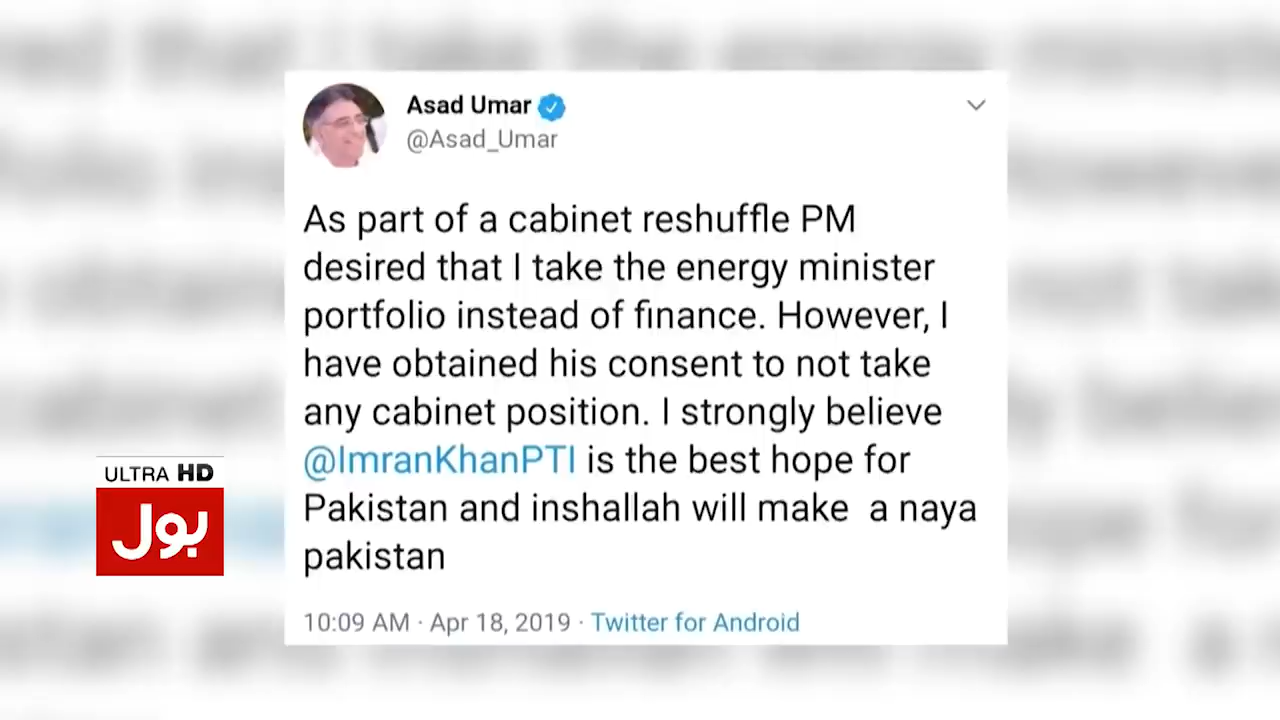 Asad Umar
@Asad_Umar
As part of a cabinet reshuffle PM
desired that I take the energy minister
portfolio instead of finance. However, I
have obtained his consent to not take
any cabinet position. I strongly believe
@ImranKhanPTI is the best hope for
Pakistan and inshallah will make  a naya
pakistan
10:09 AM · Apr 18, 2019 · Twitter for Android
ULTRA HD
بول